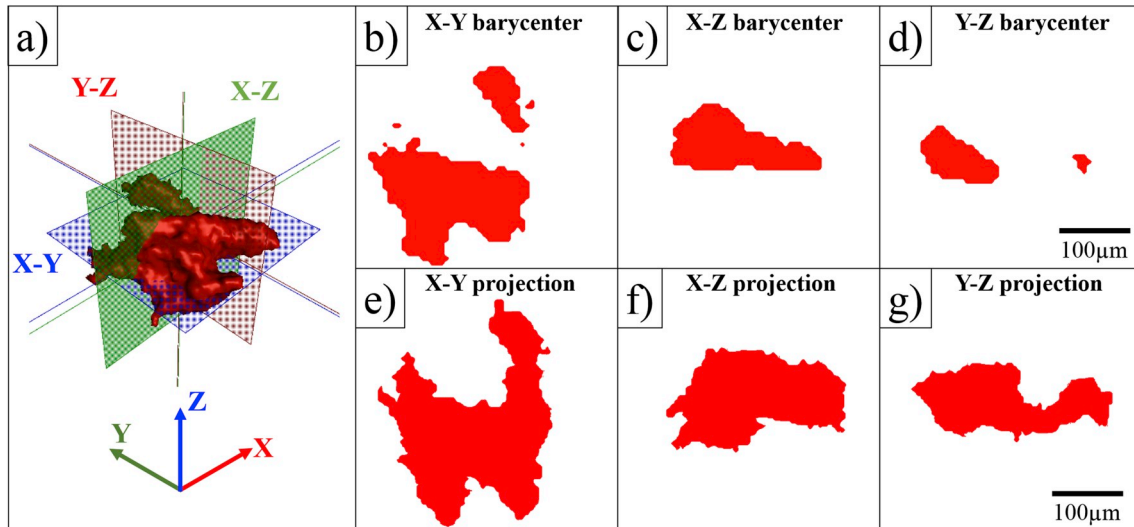 a)
Y-Z
X-Z
X-Y
Z
Y
X
b)
X-Y barycenter
c)
X-Z barycenter
d)
Y-Z barycenter
100μm
e)
X-Y projection
f)
X-Z projection
g)
Y-Z projection
100μm